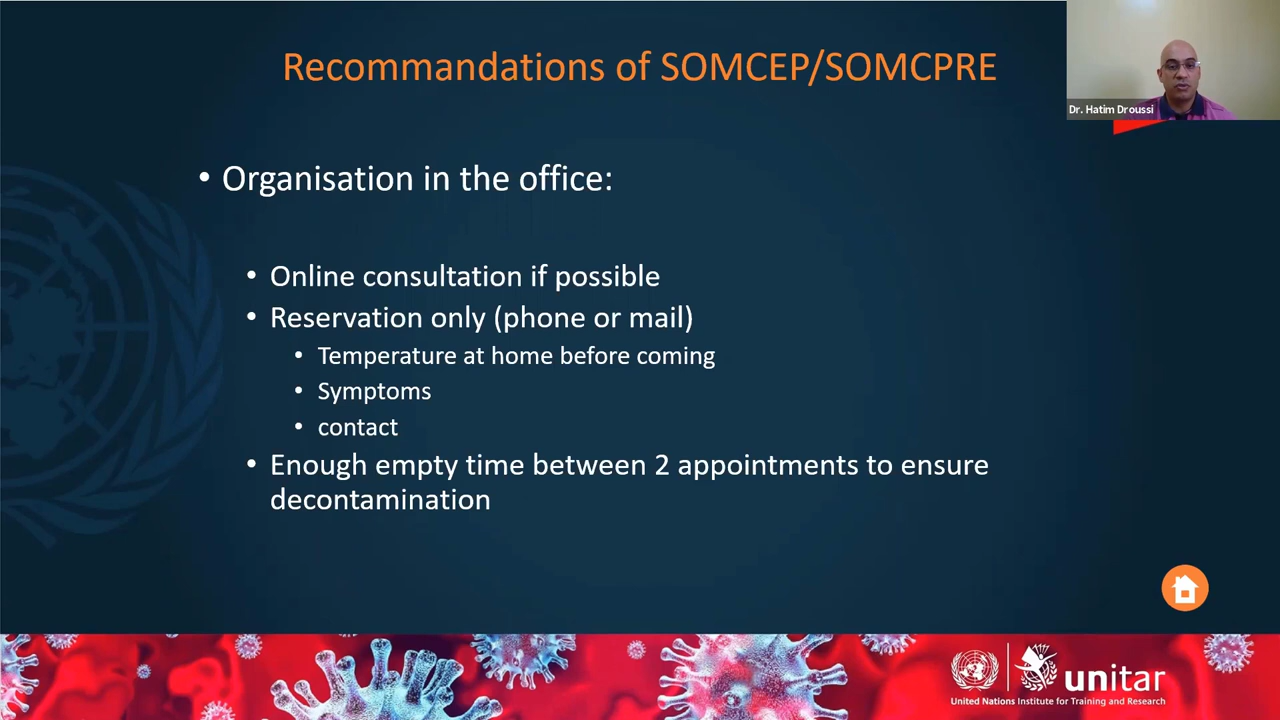 Recommandations of SOMCEP/SOMCPRE
Dr. Hatim Droussi
• Organisation in the office:
• Online consultation if possible
• Reservation only (phone or mail)
• Temperature at home before coming
• Symptoms
• contact
• Enough empty time between 2 appointments to ensure
decontamination
unitar
United Nations Institute for Training and Research